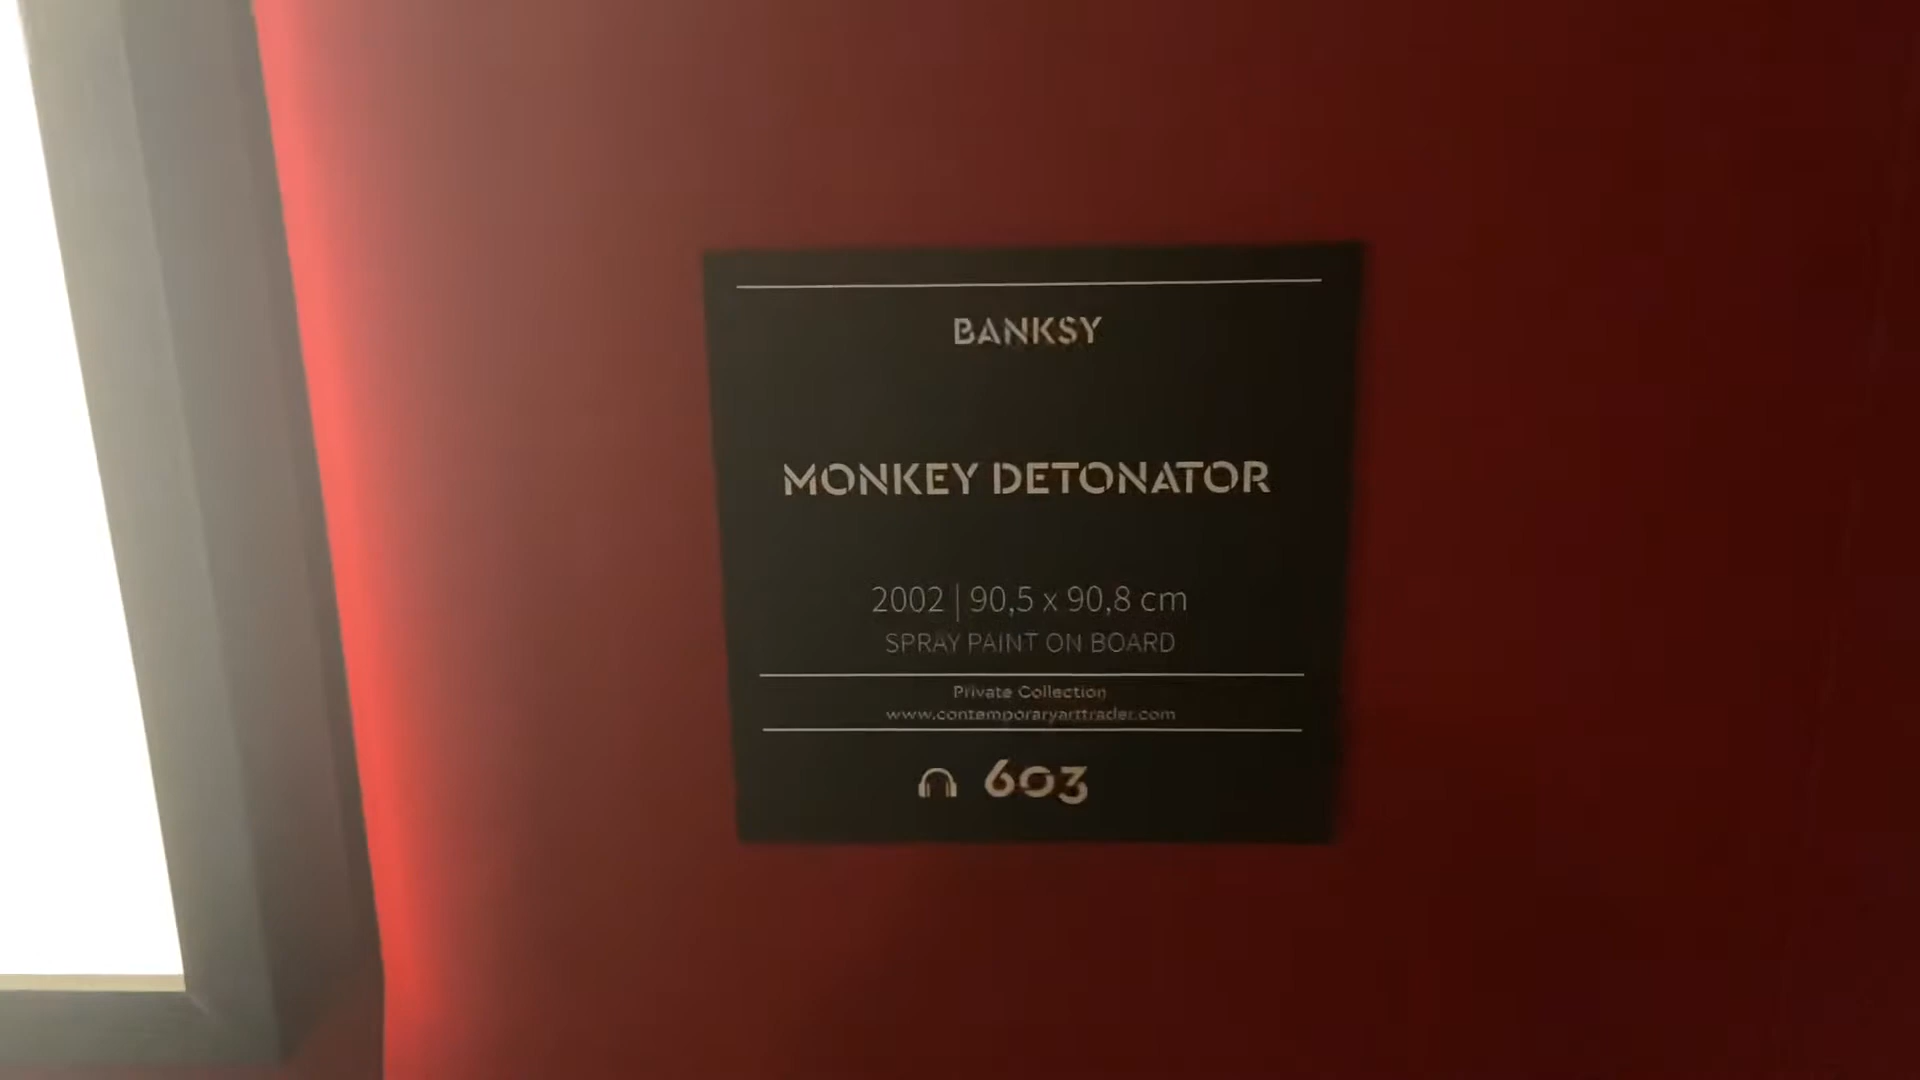 BANKSY
MONKEY DETONATOR
2002 | 90,5 x 90,8 cm
SPRAY PAINT ON BOARD
Private Collection
www.contemporaryarttrader.com
603